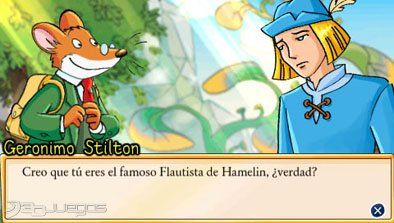 Geronimo Stilton
Creo que tú eres el famoso Flautista de Hamelin, ¿verdad?
3DJuegos